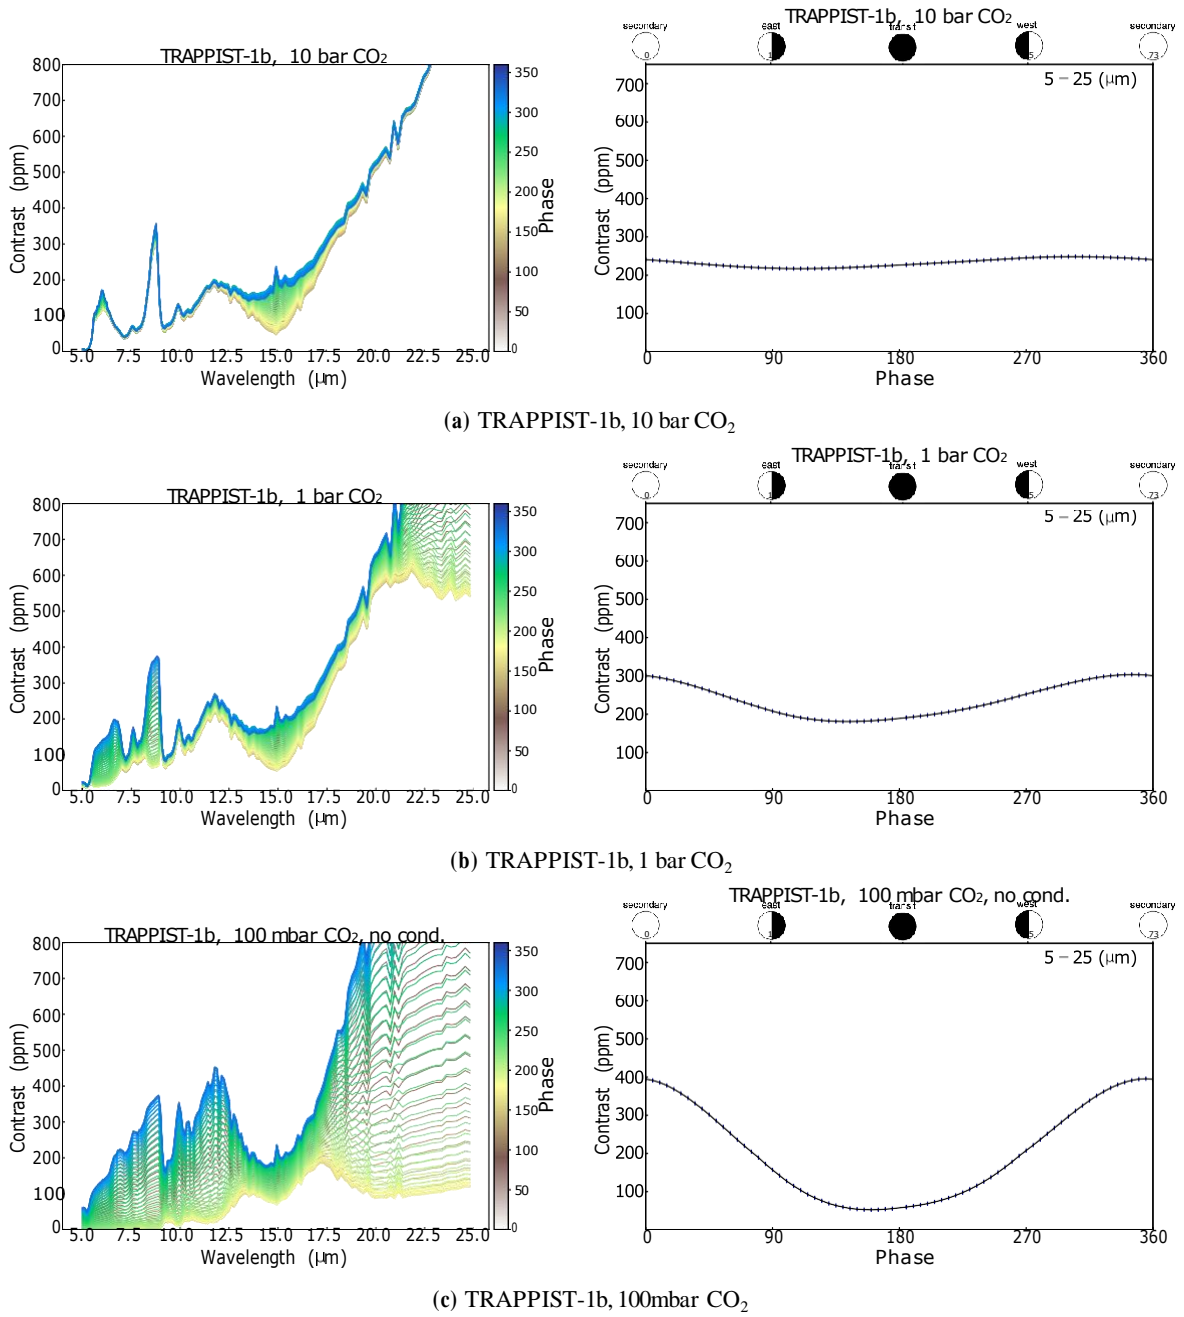 TRAPPIST-1b, 10 bar CO2
secondary east transit west secondary
0 73
TRAPPIST-1b, 10 bar CO2
5 – 25 (μm)
800
700
600
500
400
300
200
100
0
Contrast (ppm)
5.0 7.5 10.0 12.5 15.0 17.5 20.0 22.5 25.0
Wavelength (μm)
350
300
250
200
150
100
50
0
Phase
700
600
500
400
300
200
100
Contrast (ppm)
0 90 180 270 360
Phase
(a) TRAPPIST-1b, 10 bar CO2
TRAPPIST-1b, 1 bar CO2
secondary east transit west secondary
0 73
TRAPPIST-1b, 1 bar CO2
5 – 25 (μm)
800
700
600
500
400
300
200
100
0
Contrast (ppm)
5.0 7.5 10.0 12.5 15.0 17.5 20.0 22.5 25.0
Wavelength (μm)
350
300
250
200
150
100
50
0
Phase
700
600
500
400
300
200
100
Contrast (ppm)
0 90 180 270 360
Phase
(b) TRAPPIST-1b, 1 bar CO2
TRAPPIST-1b, 100 mbar CO2, no cond.
secondary east transit west secondary
0 73
TRAPPIST-1b, 100 mbar CO2, no cond.
5 – 25 (μm)
800
700
600
500
400
300
200
100
0
Contrast (ppm)
5.0 7.5 10.0 12.5 15.0 17.5 20.0 22.5 25.0
Wavelength (μm)
350
300
250
200
150
100
50
0
Phase
700
600
500
400
300
200
100
Contrast (ppm)
0 90 180 270 360
Phase
(c) TRAPPIST-1b, 100mbar CO2